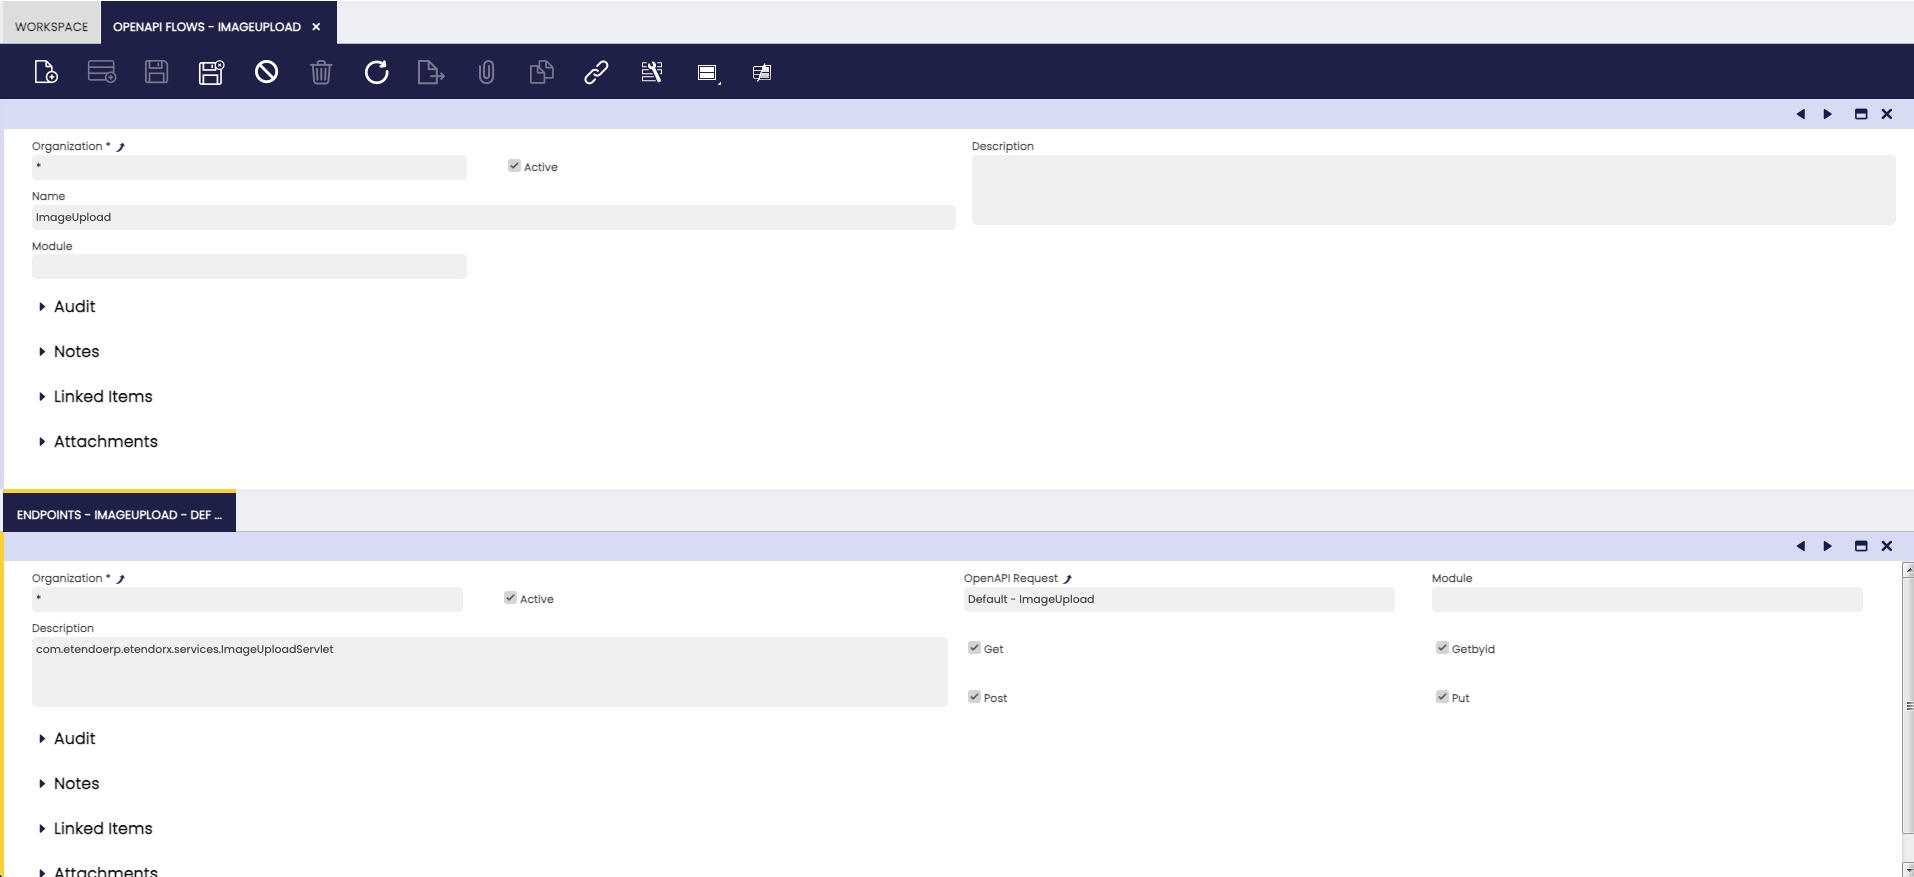 WORKSPACE
OPENAPI FLOWS - IMAGEUPLOAD
Organization *
*
Active
Description
Name
ImageUpload
Module
Audit
Notes
Linked Items
Attachments
ENDPOINTS - IMAGEUPLOAD - DEF ...
Organization *
*
Active
OpenAPI Request
Default - ImageUpload
Module
Description
com.etendoerp.etendorx.services.ImageUploadServlet
Get
Getbyid
Post
Put
Audit
Notes
Linked Items
Attachments